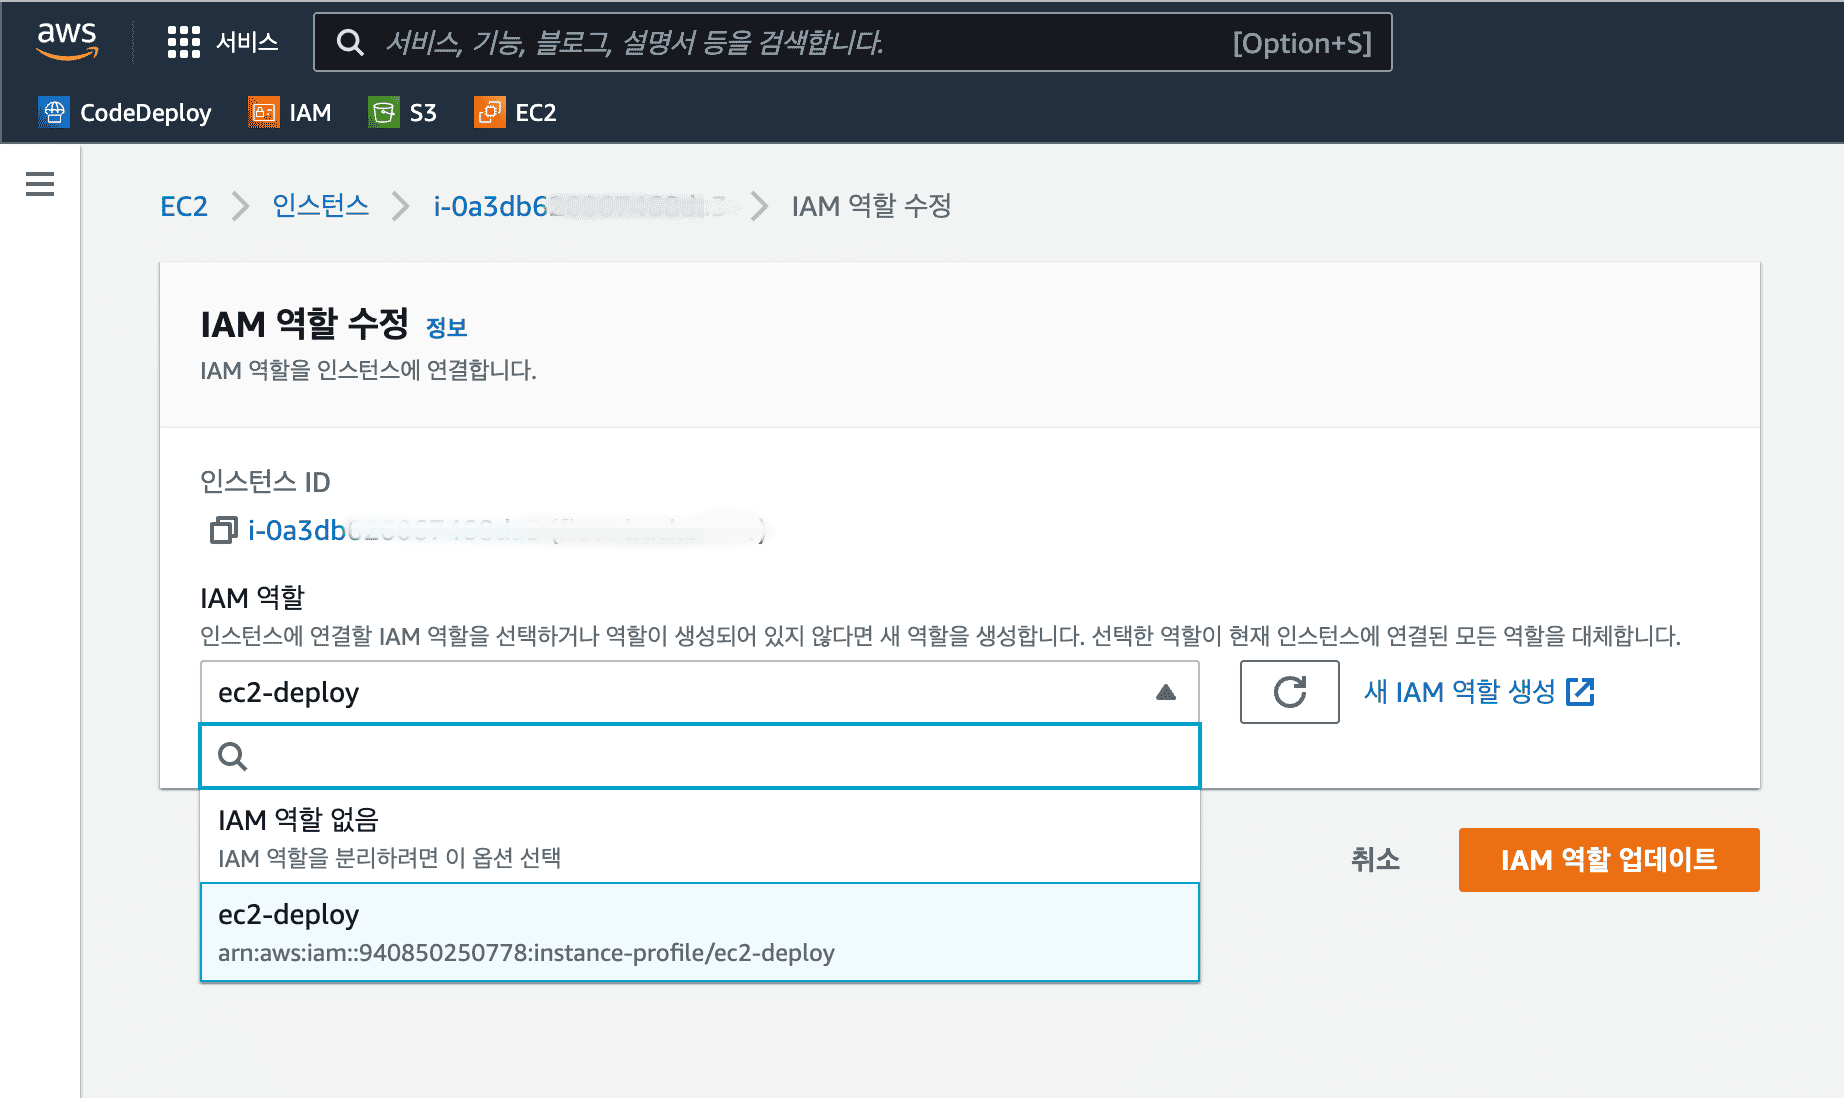 aws 서비스 서비스, 기능, 블로그, 설명서 등을 검색합니다. [Option+S]
CodeDeploy IAM S3 EC2
EC2 인스턴스 i-0a3db6 IAM 역할 수정
IAM 역할 수정 정보
IAM 역할을 인스턴스에 연결합니다.
인스턴스 ID
i-0a3db
IAM 역할
인스턴스에 연결할 IAM 역할을 선택하거나 역할이 생성되어 있지 않다면 새 역할을 생성합니다. 선택한 역할이 현재 인스턴스에 연결된 모든 역할을 대체합니다.
ec2-deploy 새 IAM 역할 생성
IAM 역할 없음
IAM 역할을 분리하려면 이 옵션 선택
취소 IAM 역할 업데이트
ec2-deploy
arn:aws:iam::940850250778:instance-profile/ec2-deploy